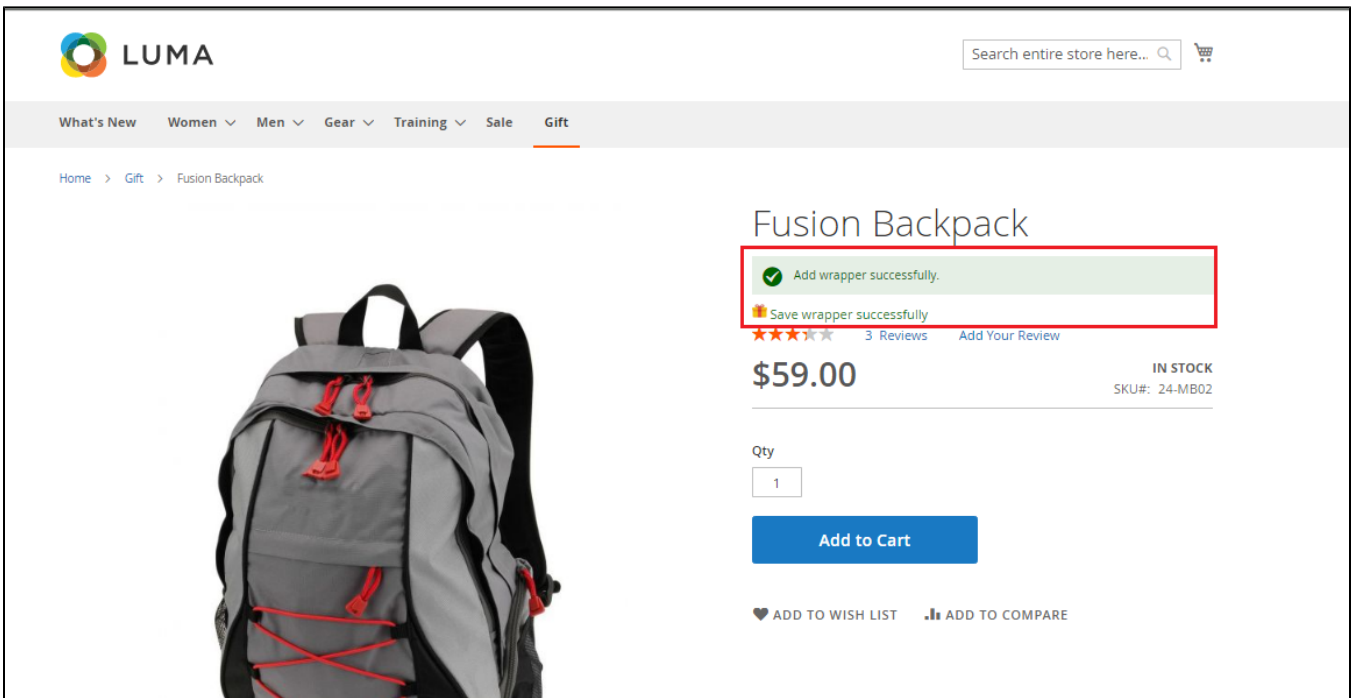 LUMA
Search entire store here...
What's New Women Men Gear Training Sale Gift
Home > Gift > Fusion Backpack
Fusion Backpack
Add wrapper successfully.
Save wrapper successfully
3 Reviews Add Your Review
$59.00
IN STOCK
SKU#: 24-MB02
Qty
1
Add to Cart
ADD TO WISH LIST ADD TO COMPARE